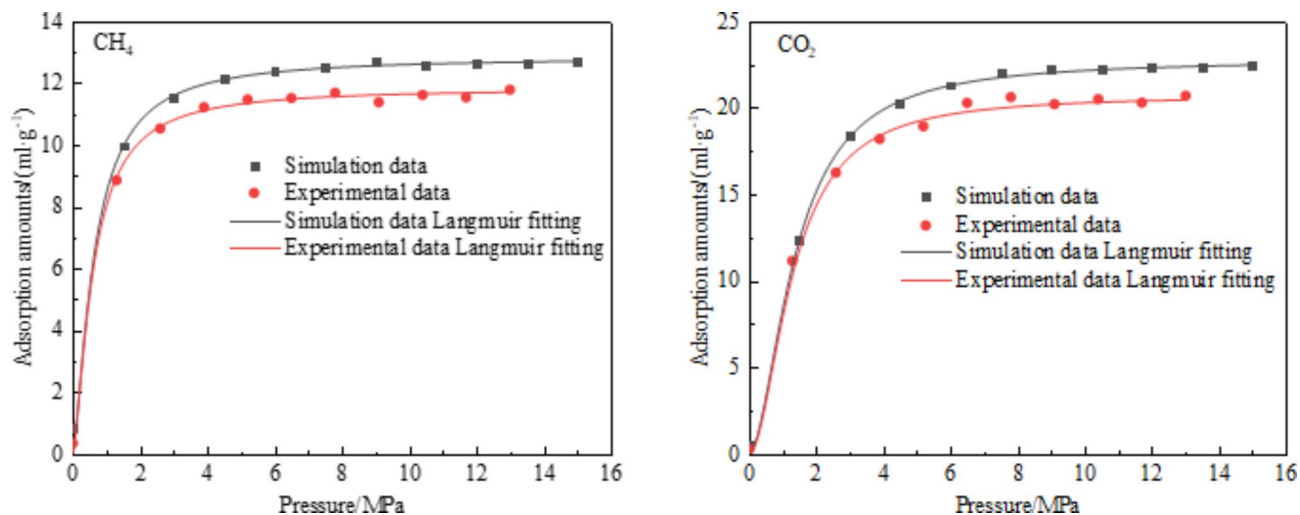 CH₄
14
12
10
8
6
4
2
0
Adsorption amounts/(ml·g⁻¹)
Simulation data
Experimental data
Simulation data Langmuir fitting
Experimental data Langmuir fitting
0 2 4 6 8 10 12 14 16
Pressure/MPa
CO₂
25
20
15
10
5
0
Adsorption amounts/(ml·g⁻¹)
Simulation data
Experimental data
Simulation data Langmuir fitting
Experimental data Langmuir fitting
0 2 4 6 8 10 12 14 16
Pressure/MPa